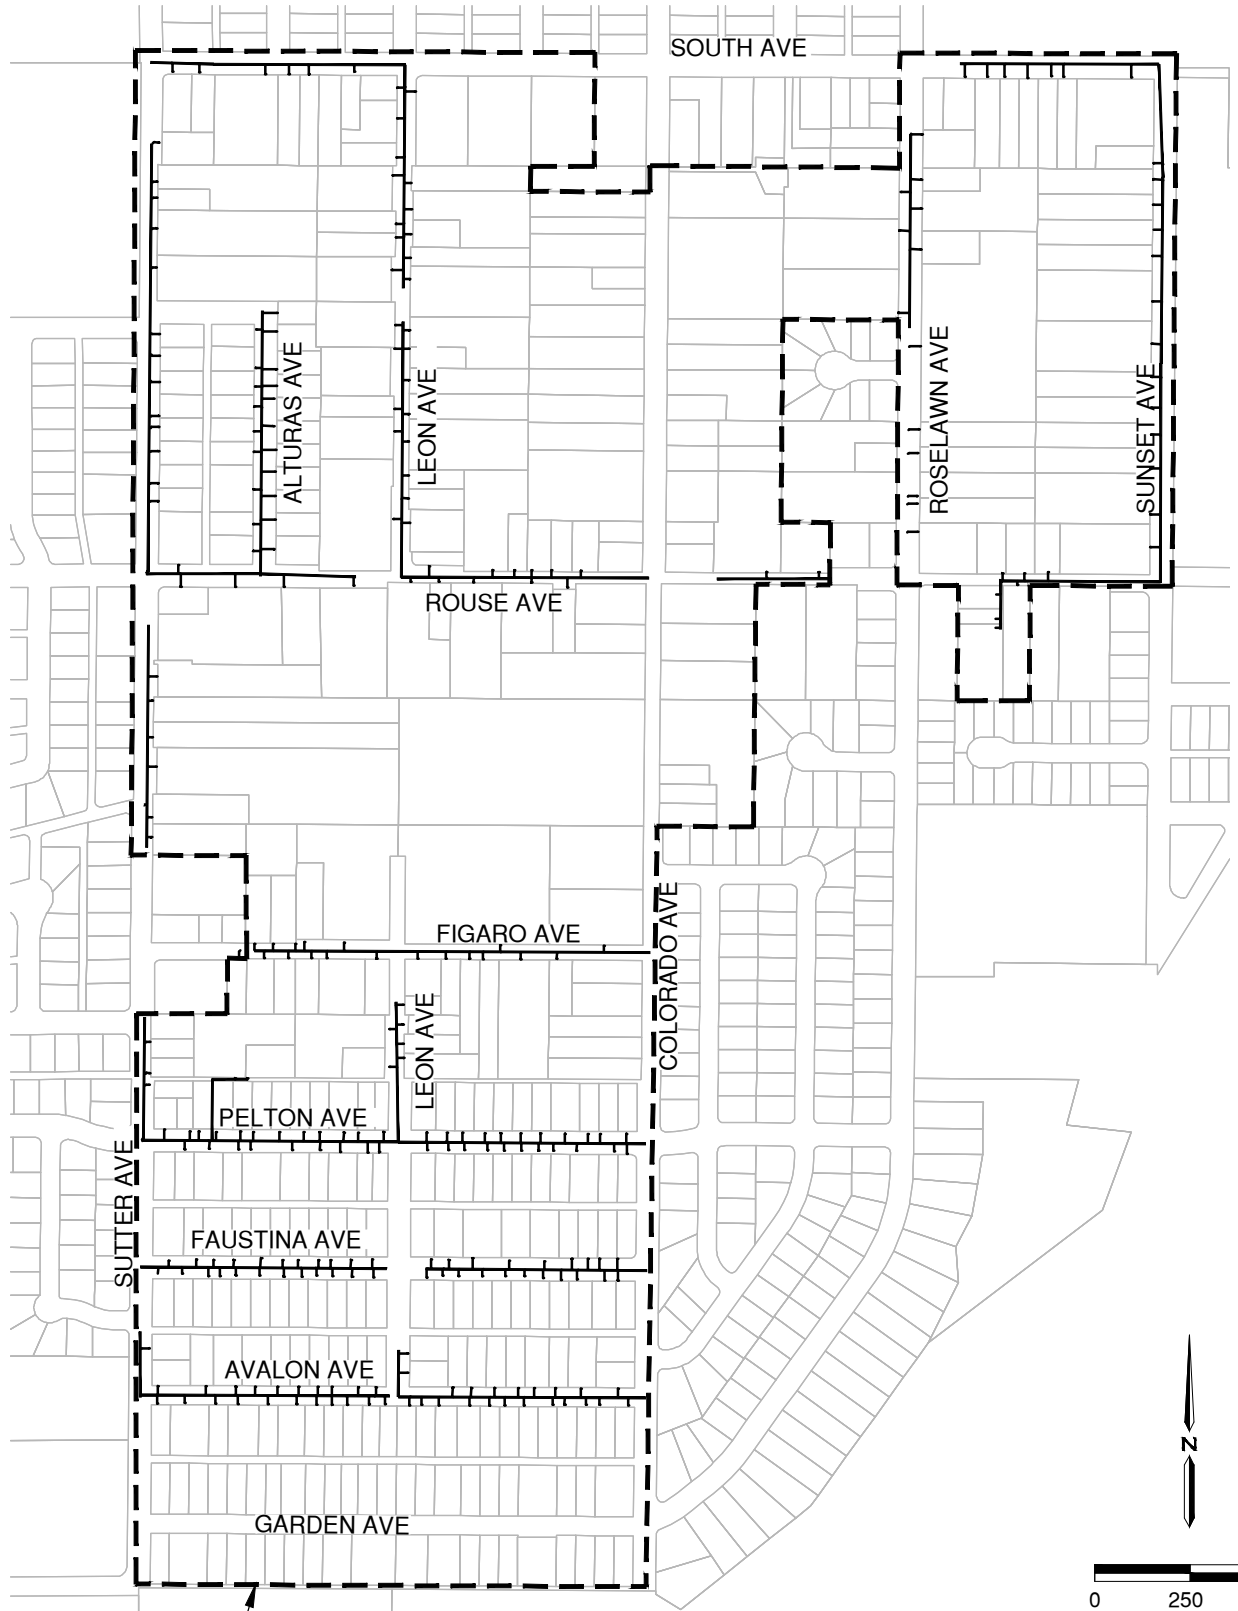 SOUTH AVE
ALTURAS AVE
LEON AVE
ROSELAWN AVE
SUNSET AVE
ROUSE AVE
FIGARO AVE
COLORADO AVE
LEON AVE
PELTON AVE
SUTTER AVE
FAUSTINA AVE
AVALON AVE
N
GARDEN AVE
0 250